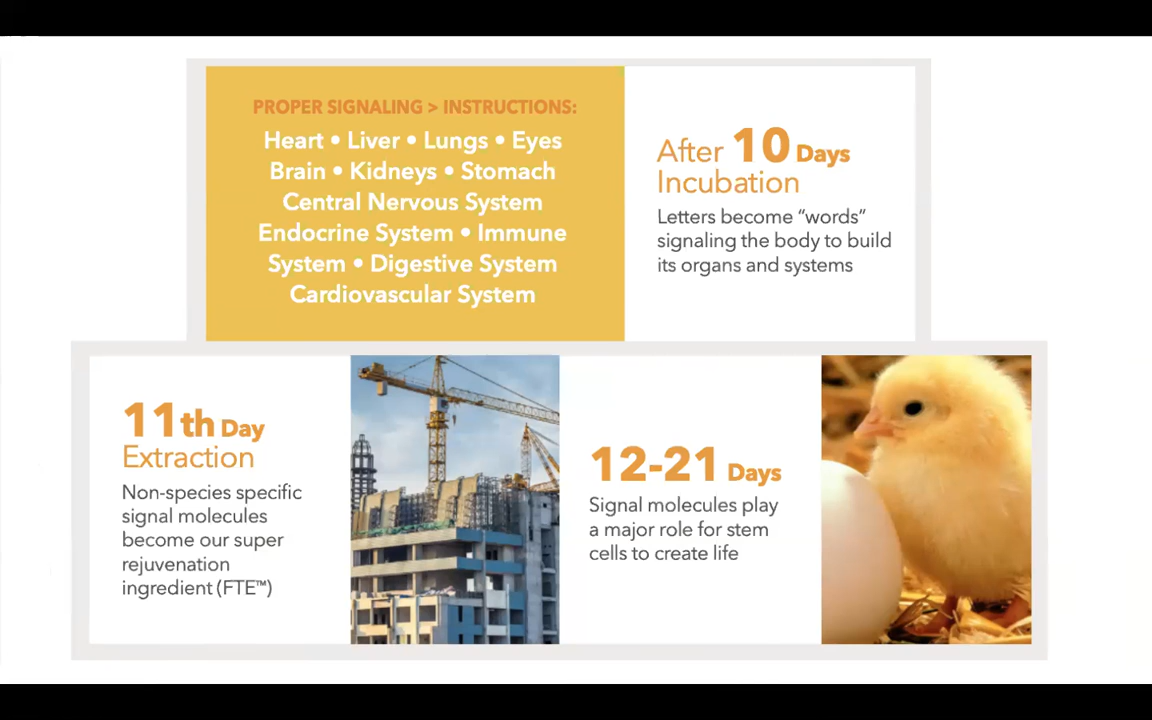 PROPER SIGNALING > INSTRUCTIONS:
Heart • Liver • Lungs • Eyes
Brain • Kidneys • Stomach
Central Nervous System
Endocrine System • Immune
System • Digestive System
Cardiovascular System
After 10 Days
Incubation
Letters become “words”
signaling the body to build
its organs and systems
11th Day
Extraction
Non-species specific
signal molecules
become our super
rejuvenation
ingredient (FTE™)
12-21 Days
Signal molecules play
a major role for stem
cells to create life